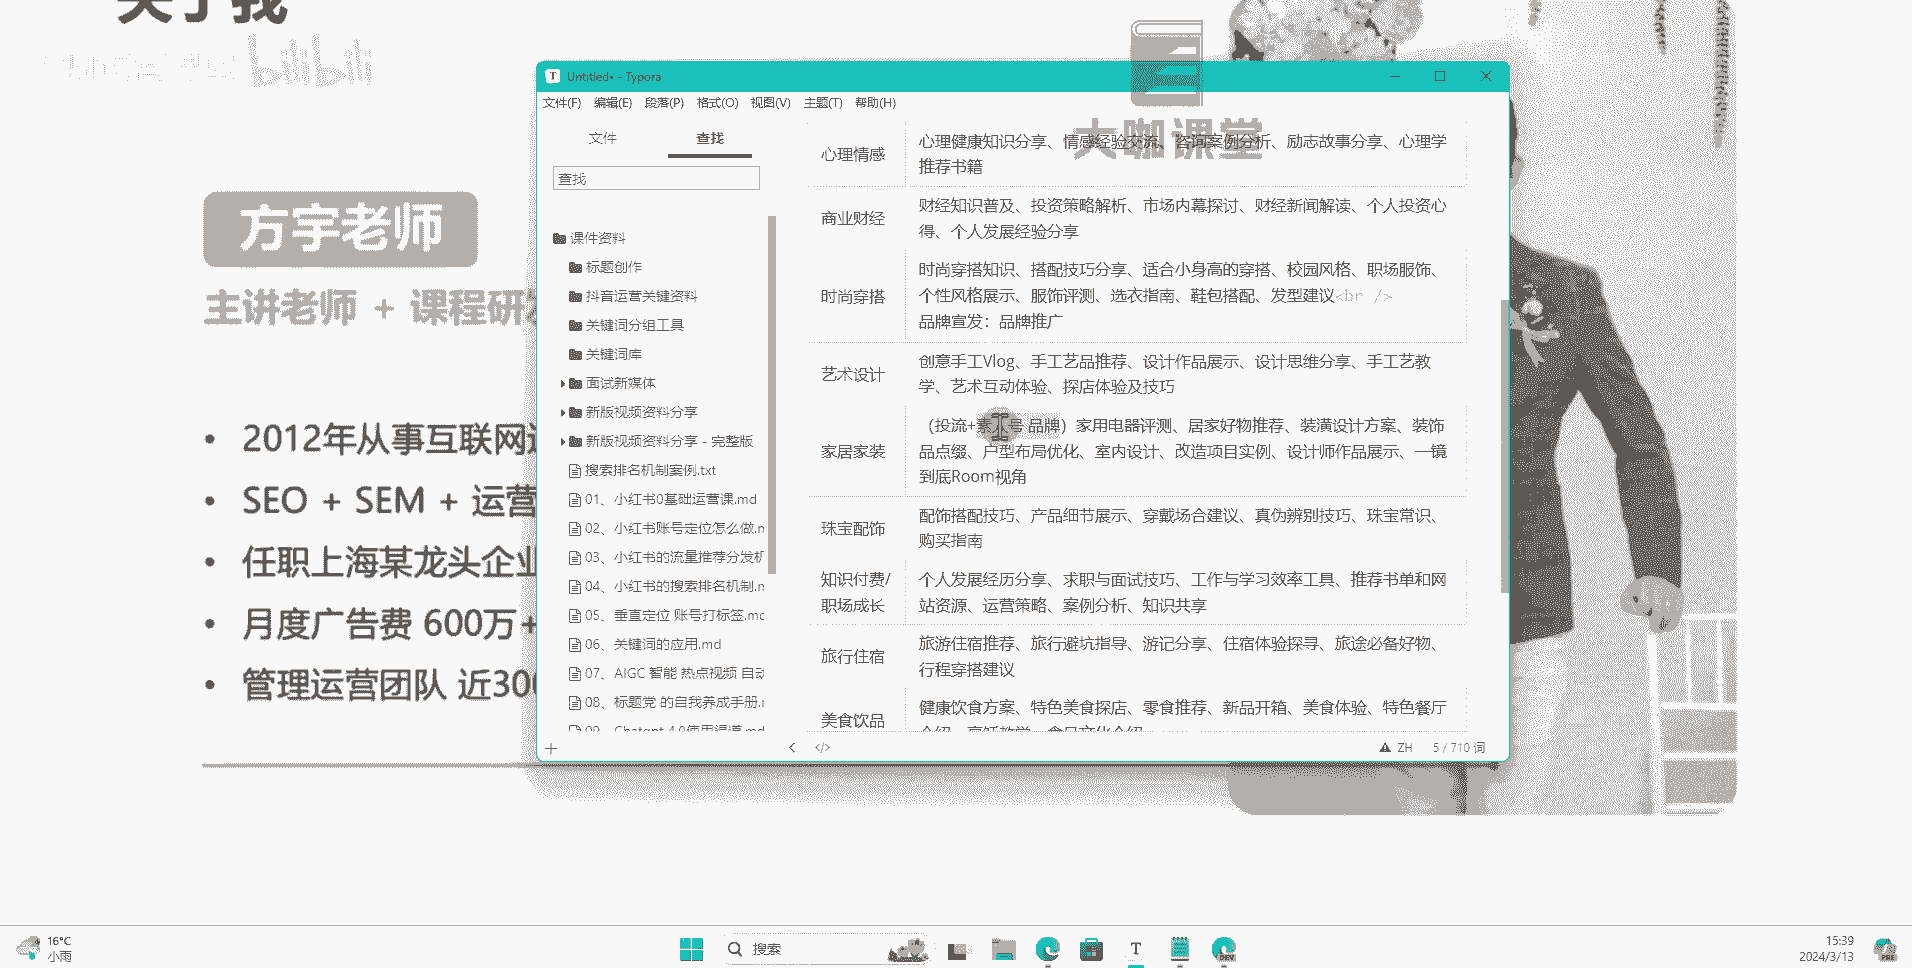 关于我
bilibili
大咖课堂
方宇老师
主讲老师 + 课程研发
2012年从事互联网
SEO + SEM + 运营
任职上海某龙头企业
月度广告费 600万+
管理运营团队 近300
Untitled• - Typora
文件(F) 编辑(E) 段落(P) 格式(O) 视图(V) 主题(T) 帮助(H)
文件 查找
查找
课件资料
标题创作
抖音运营关键资料
关键词分组工具
关键词库
面试新媒体
新版视频资料分享
新版视频资料分享 - 完整版
搜索排名机制案例.txt
01、小红书0基础运营课.md
02、小红书账号定位怎么做.m
03、小红书的流量推荐分发机
04、小红书的搜索排名机制.m
05、垂直定位 账号打标签.mc
06、关键词的应用.md
07、AIGC 智能 热点视频 自动
08、标题党 的自我养成手册.r
09、Chatgpt 4.0使用渠道.md
心理情感
心理健康知识分享、情感经验交流、咨询案例分析、励志故事分享、心理学
推荐书籍
商业财经
财经知识普及、投资策略解析、市场内幕探讨、财经新闻解读、个人投资心
得、个人发展经验分享
时尚穿搭
时尚穿搭知识、搭配技巧分享、适合小身高的穿搭、校园风格、职场服饰、
个性风格展示、服饰评测、选衣指南、鞋包搭配、发型建议<br />
品牌宣发：品牌推广
艺术设计
创意手工Vlog、手工艺品推荐、设计作品展示、设计思维分享、手工艺教
学、艺术互动体验、探店体验及技巧
家居家装
（投流+素人号 品牌）家用电器评测、居家好物推荐、装潢设计方案、装饰
品点缀、户型布局优化、室内设计、改造项目实例、设计师作品展示、一镜
到底Room视角
珠宝配饰
配饰搭配技巧、产品细节展示、穿戴场合建议、真伪辨别技巧、珠宝常识、
购买指南
知识付费/
职场成长
个人发展经历分享、求职与面试技巧、工作与学习效率工具、推荐书单和网
站资源、运营策略、案例分析、知识共享
旅行住宿
旅游住宿推荐、旅行避坑指导、游记分享、住宿体验探寻、旅途必备好物、
行程穿搭建议
美食饮品
健康饮食方案、特色美食探店、零食推荐、新品开箱、美食体验、特色餐厅
介绍、烹饪教学、食品文化介绍
ZH 5 / 710 词
16°C
小雨
搜索
15:39
2024/3/13